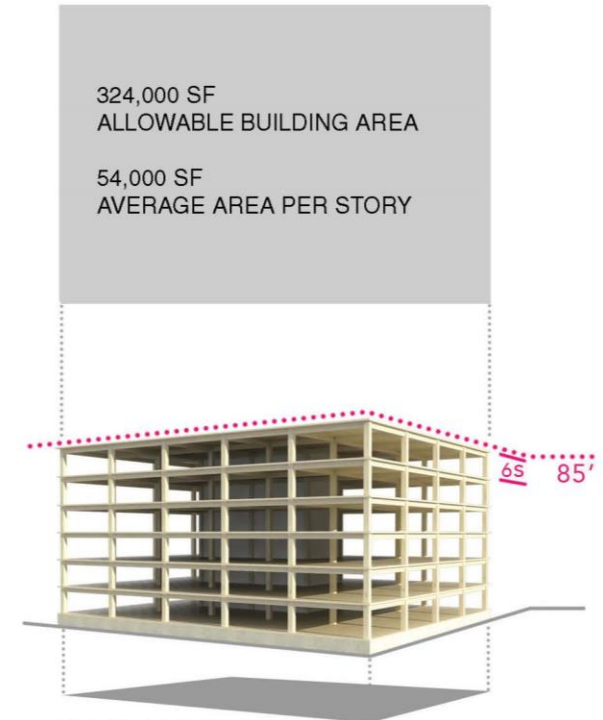 324,000 SF
ALLOWABLE BUILDING AREA
54,000 SF
AVERAGE AREA PER STORY
6S
85'